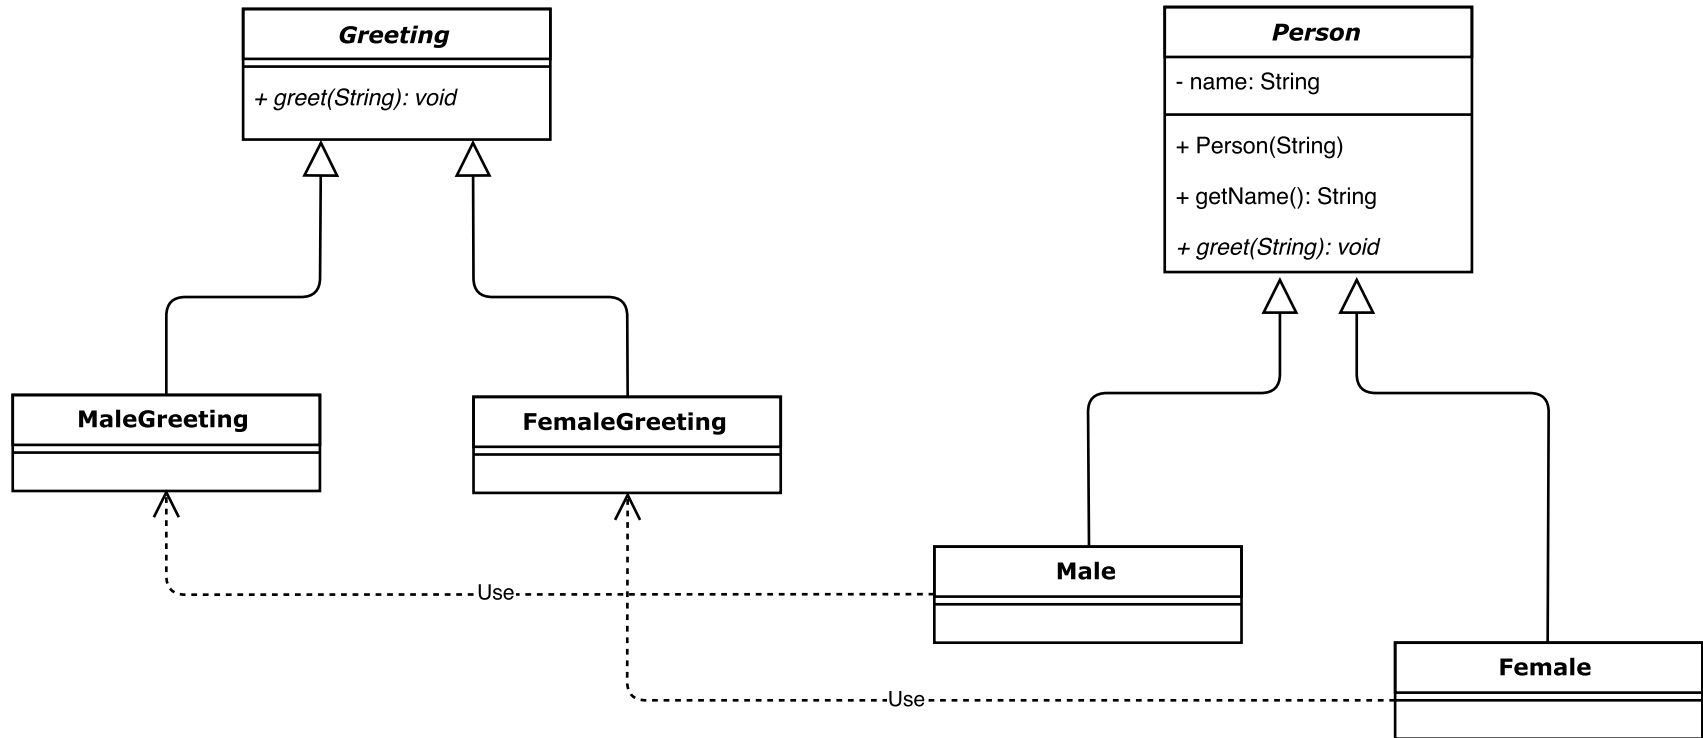 Greeting
+ greet(String): void
Person
- name: String
+ Person(String)
+ getName(): String
+ greet(String): void
MaleGreeting
FemaleGreeting
Male
Use
Female
Use